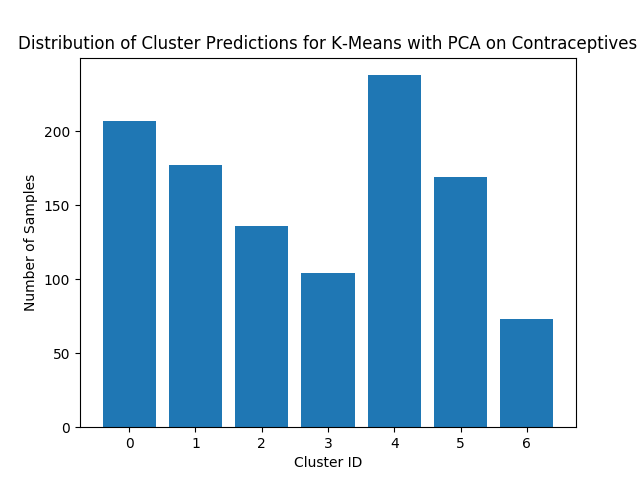 Distribution of Cluster Predictions for K-Means with PCA on Contraceptives
200
150
100
50
0
Number of Samples
0 1 2 3 4 5 6
Cluster ID